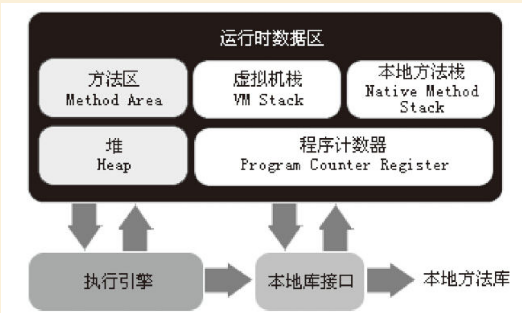 运行时数据区
方法区
Method Area
虚拟机栈
VM Stack
本地方法栈
Native Method
Stack
堆
Heap
程序计数器
Program Counter Register
执行引擎
本地库接口
本地方法库